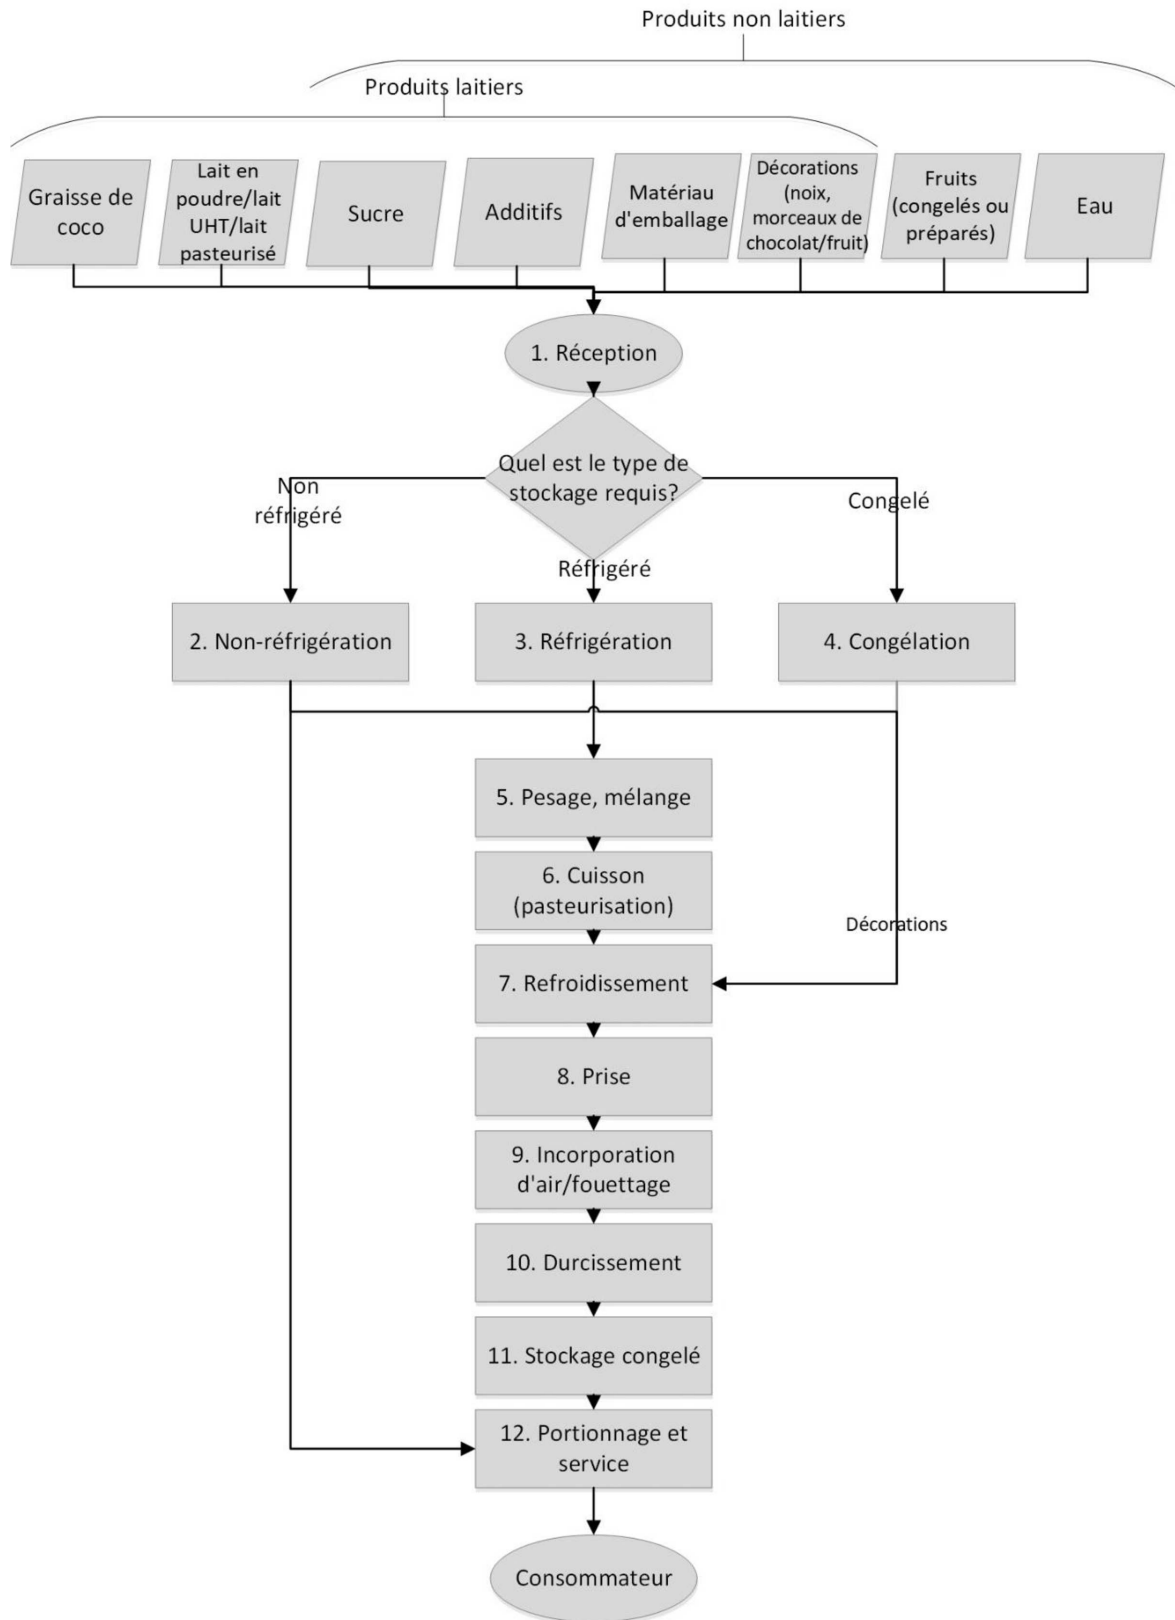 Produits non laitiers
Produits laitiers
Graisse de
coco
Lait en
poudre/lait
UHT/lait
pasteurisé
Sucre
Additifs
Matériau
d'emballage
Décorations
(noix,
morceaux de
chocolat/fruit)
Fruits
(congelés ou
préparés)
Eau
1. Réception
Quel est le type de
stockage requis?
Non
réfrigéré
Réfrigéré
Congelé
2. Non-réfrigération
3. Réfrigération
4. Congélation
5. Pesage, mélange
6. Cuisson
(pasteurisation)
Décorations
7. Refroidissement
8. Prise
9. Incorporation
d'air/fouettage
10. Durcissement
11. Stockage congelé
12. Portionnage et
service
Consommateur